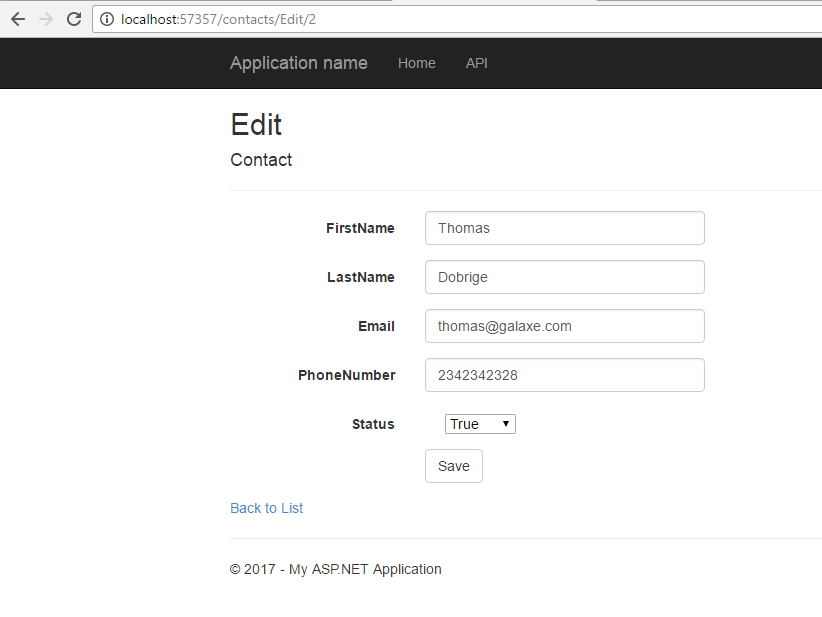 localhost:57357/contacts/Edit/2
Application name Home API
Edit
Contact
FirstName Thomas
LastName Dobrige
Email thomas@galaxe.com
PhoneNumber 2342342328
Status True
Save
Back to List
© 2017 - My ASP.NET Application